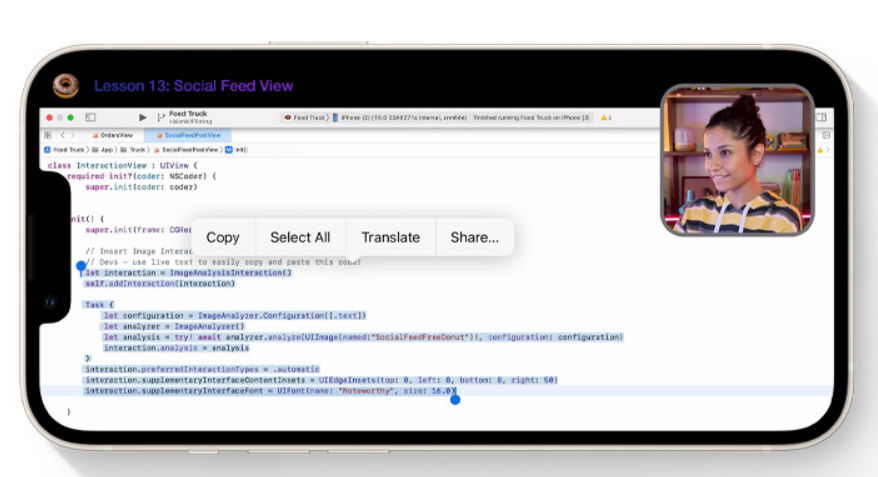 Lesson 13: Social Feed View
Food Truck
Food Truck iPhone (2) (16.0 20A8271a Internal, arm64e) Finished running Food Truck on iPhone (2) 2
OrdersView SocialFeedPostView
Food Truck App Truck SocialFeedPostView M init()
class InteractionView : UIView {
required init?(coder: NSCoder) {
super.init(coder: coder)
nit() {
super.init(frame: CGRec
Copy Select All Translate Share...
// Insert Image Interac
// Devs - use live text to easily copy and paste this code!
let interaction = ImageAnalysisInteraction()
self.addInteraction(interaction)
Task {
let configuration = ImageAnalyzer.Configuration([.text])
let analyzer = ImageAnalyzer()
let analysis = try! await analyzer.analyze(UIImage(named:"SocialFeedFreeDonut")!, configuration: configuration)
interaction.analysis = analysis
}
interaction.preferredInteractionTypes = .automatic
interaction.supplementaryInterfaceContentInsets = UIEdgeInsets(top: 0, left: 8, bottom: 8, right: 50)
interaction.supplementaryInterfaceFont = UIFont(name: "Noteworthy", size: 16.0)
}